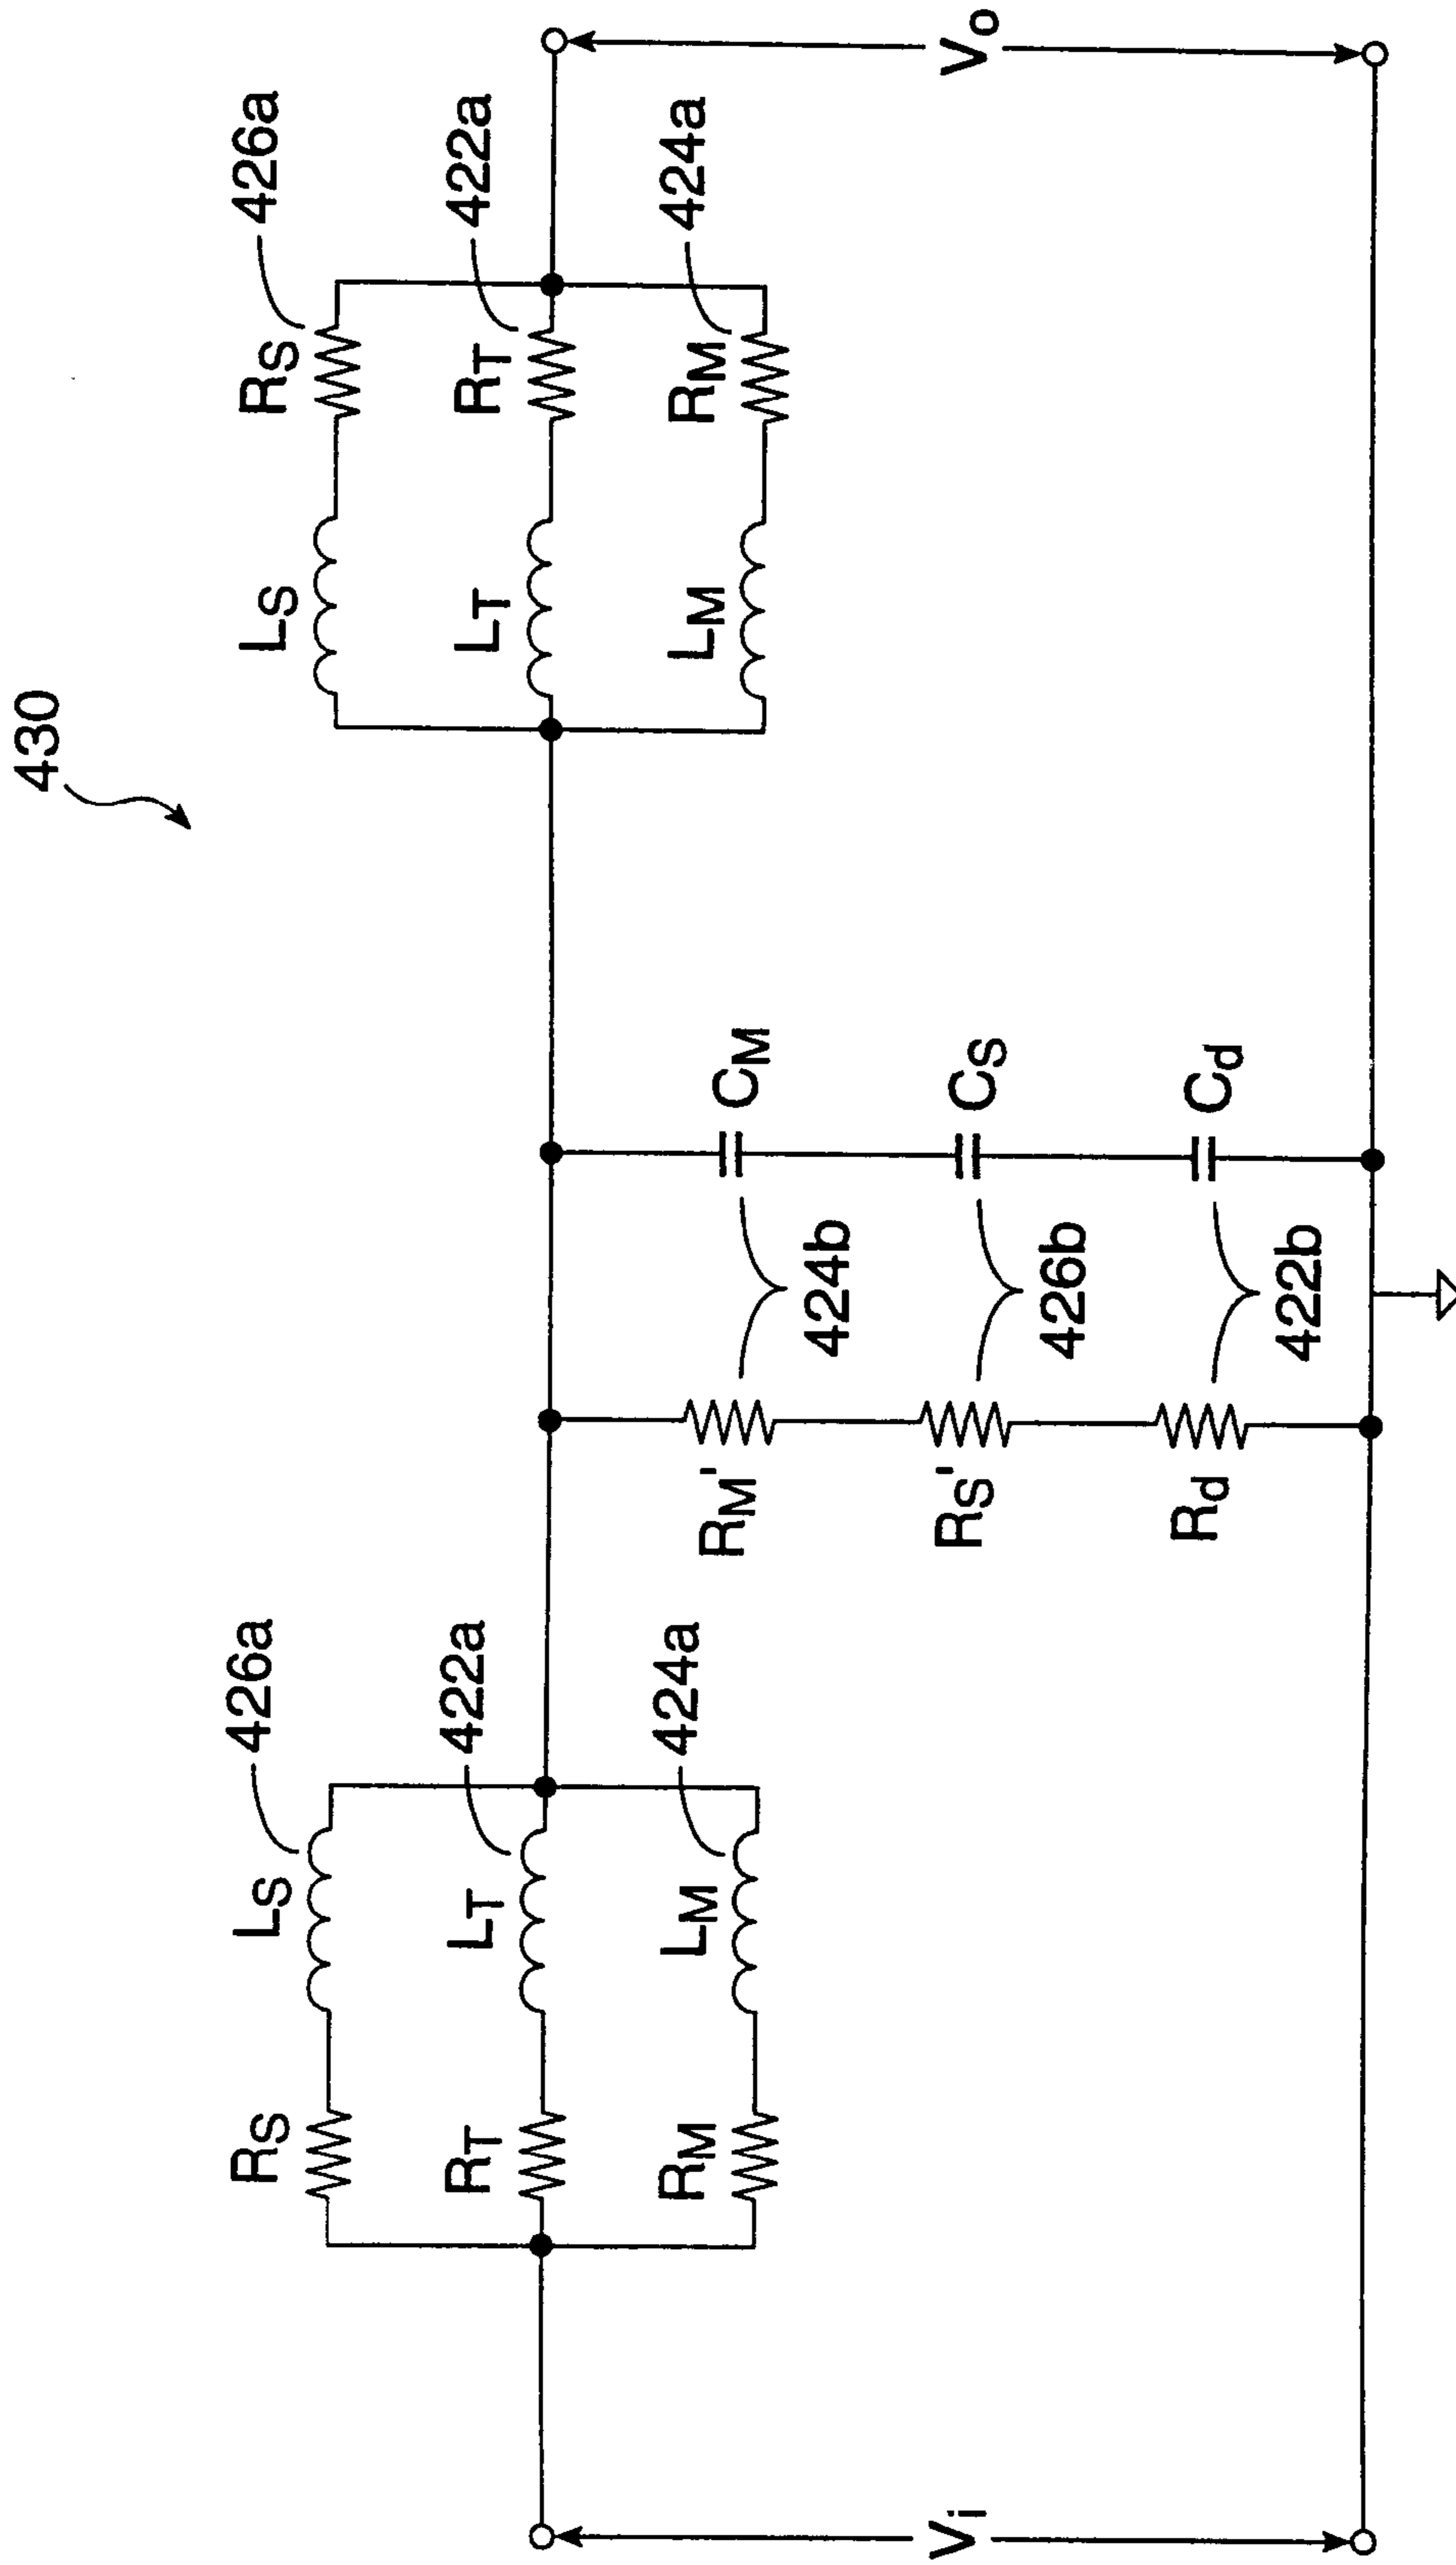 430
426a
426a
LS
RS
RS
LS
422a
422a
RT
LT
LT
RT
424a
424a
RM
LM
LM
RM
RM'
CM
424b
RS'
CS
426b
Rd
Cd
422b
Vi
Vo